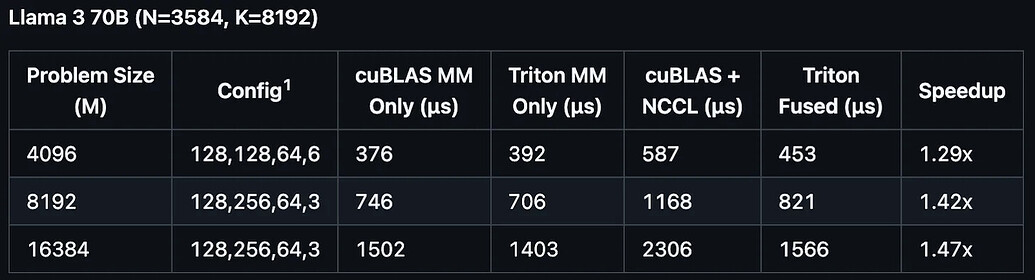 Llama 3 70B (N=3584, K=8192)
Problem Size (M) Config¹ cuBLAS MM Only (μs) Triton MM Only (μs) cuBLAS + NCCL (μs) Triton Fused (μs) Speedup
4096 128,128,64,6 376 392 587 453 1.29x
8192 128,256,64,3 746 706 1168 821 1.42x
16384 128,256,64,3 1502 1403 2306 1566 1.47x